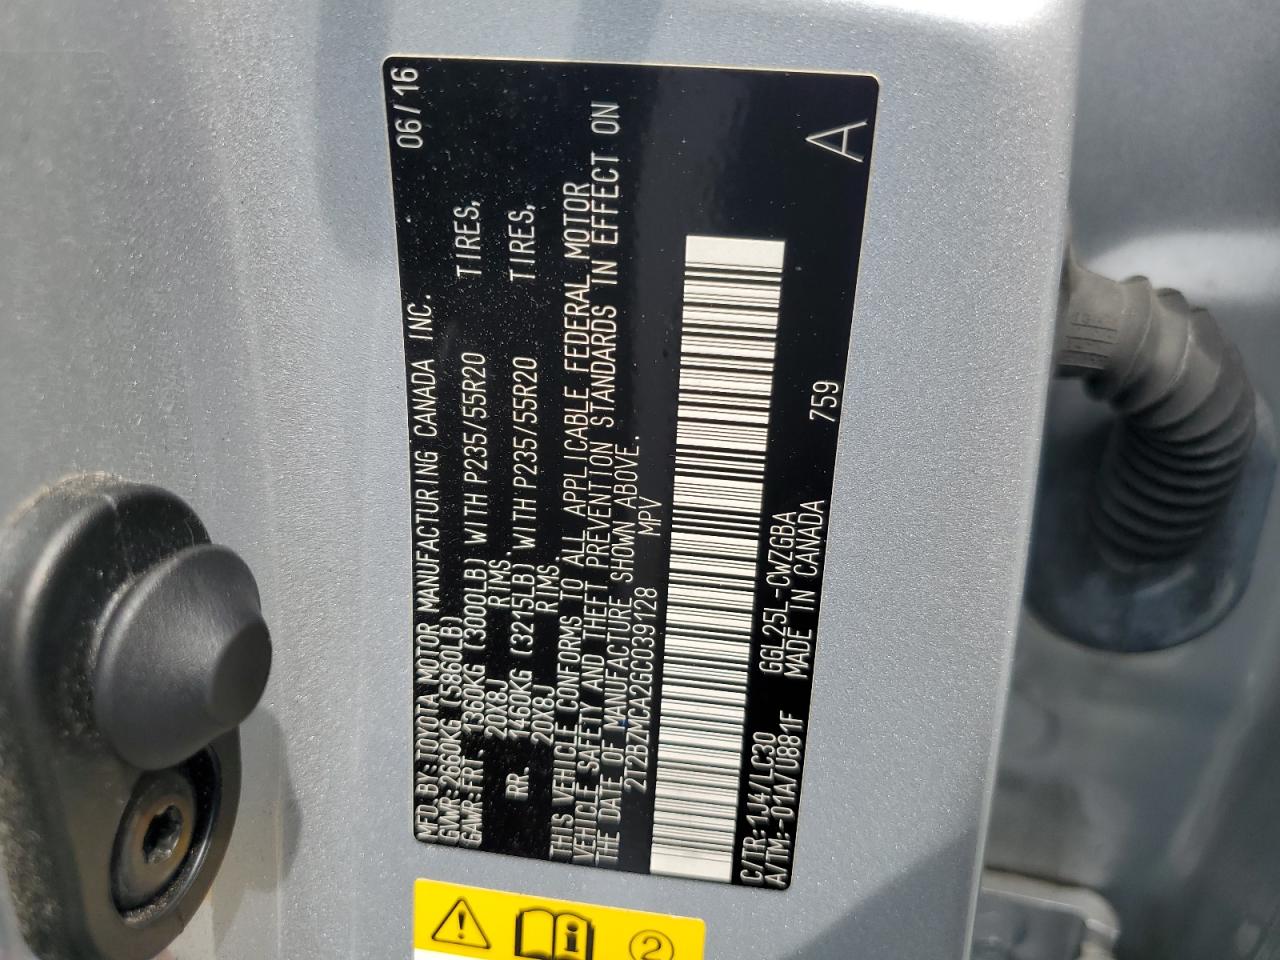 MFD. BY: TOYOTA MOTOR MANUFACTURING CANADA INC. 06/16
GVWR: 2660KG (5860LB)
GAWR: FRT. 1360KG (3000LB) WITH P235/55R20 TIRES,
20X8J RIMS,
RR. 1460KG (3215LB) WITH P235/55R20 TIRES,
20X8J RIMS.
THIS VEHICLE CONFORMS TO ALL APPLICABLE FEDERAL MOTOR
VEHICLE SAFETY AND THEFT PREVENTION STANDARDS IN EFFECT ON
THE DATE OF MANUFACTURE SHOWN ABOVE.
2T2BZMCA2GC039128 MPV
C/TR: 1J4/LC30 GGL25L-CWZGBA
A/TM: -01A/U881F MADE IN CANADA 759 A
2